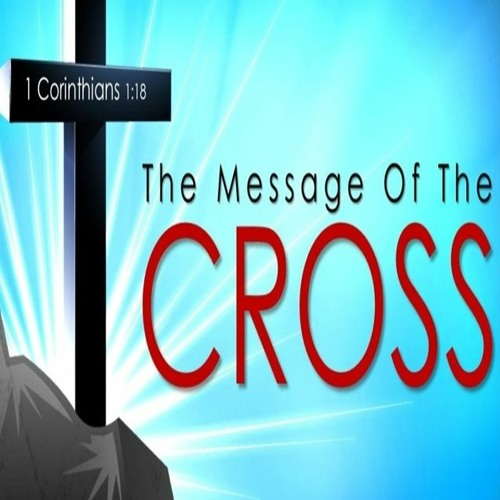 1 Corinthians 1:18
The Message Of The
CROSS